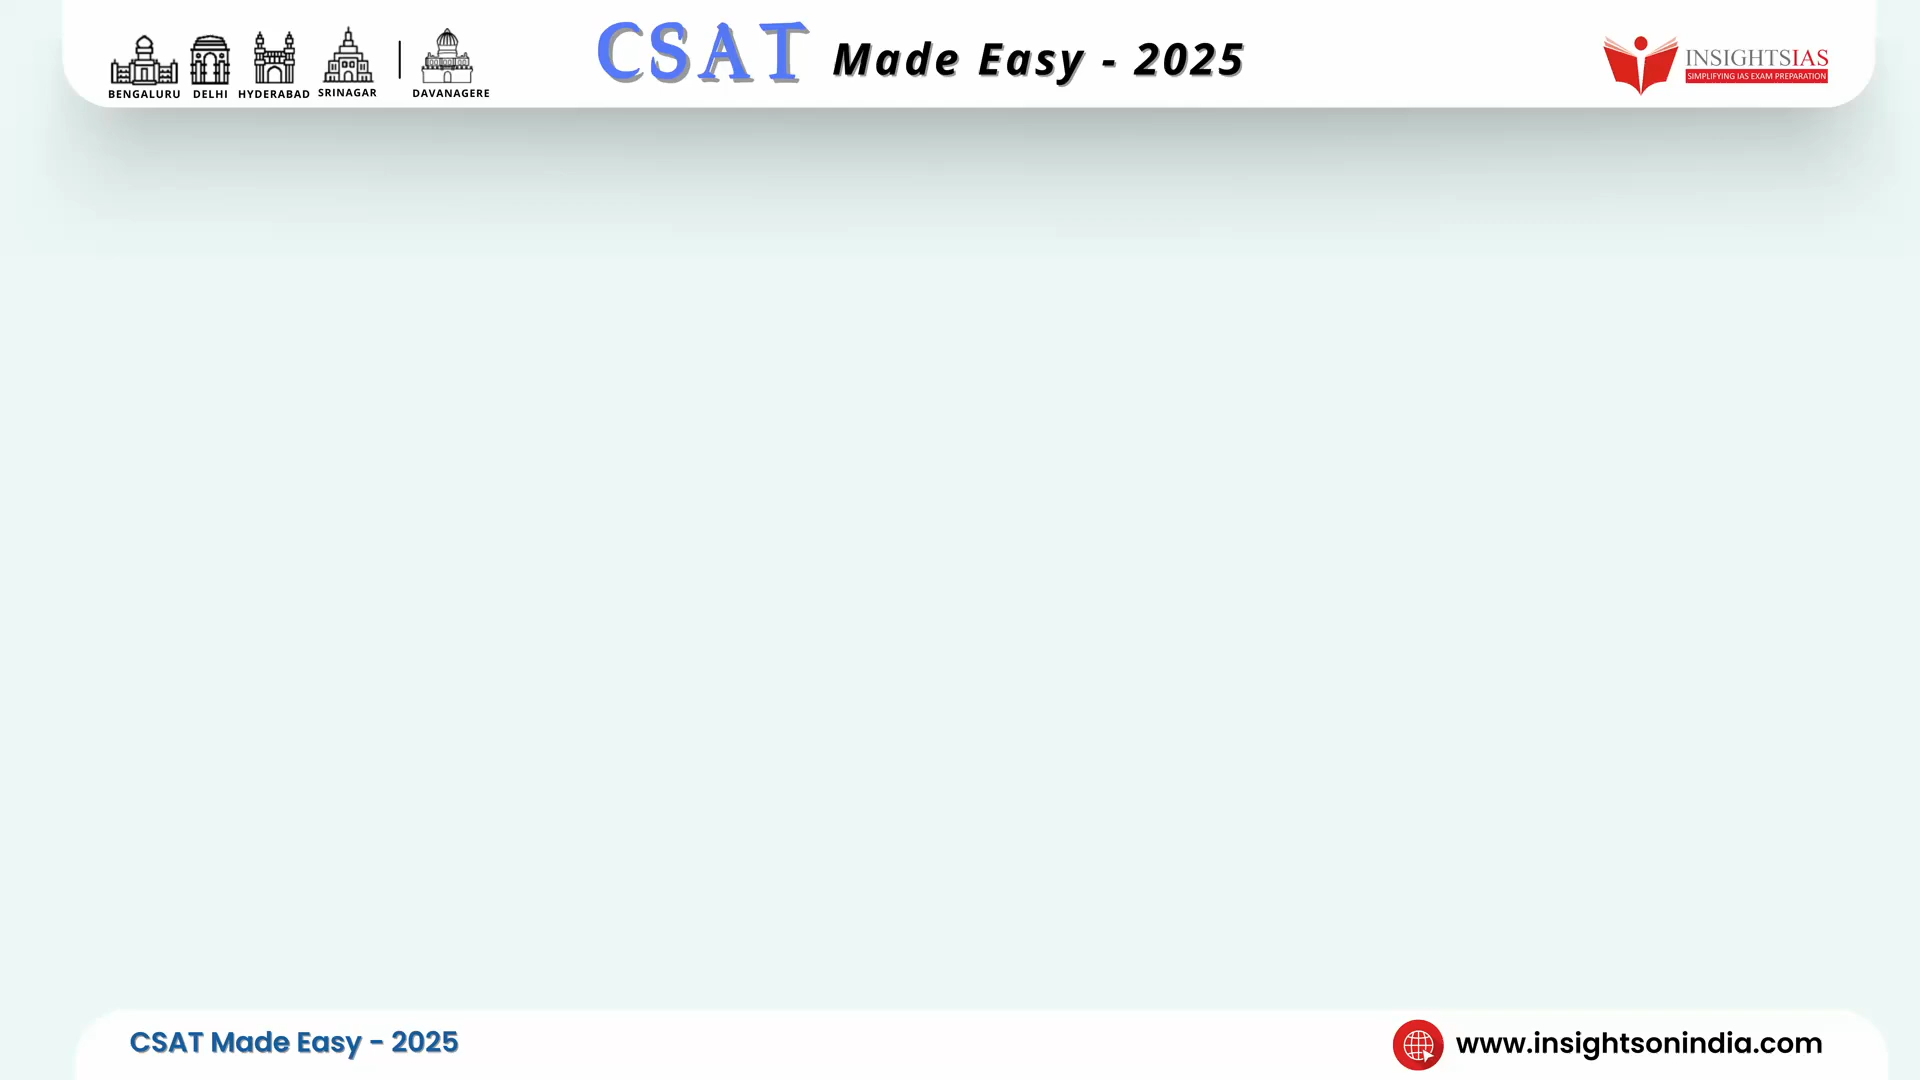 BENGALURU DELHI HYDERABAD SRINAGAR DAVANAGERE
CSAT Made Easy - 2025
INSIGHTSIAS
SIMPLIFYING IAS EXAM PREPARATION
CSAT Made Easy - 2025
www.insightsonindia.com